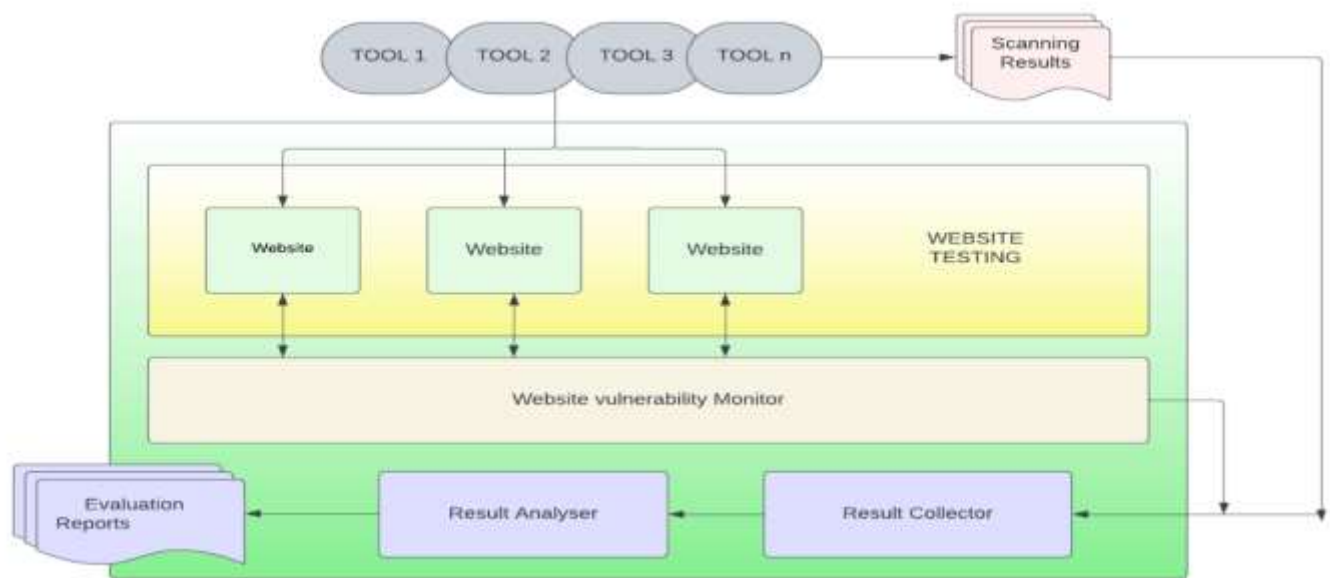 TOOL 1
TOOL 2
TOOL 3
TOOL n
Scanning
Results
Website
Website
Website
WEBSITE
TESTING
Website vulnerability Monitor
Evaluation
Reports
Result Analyser
Result Collector